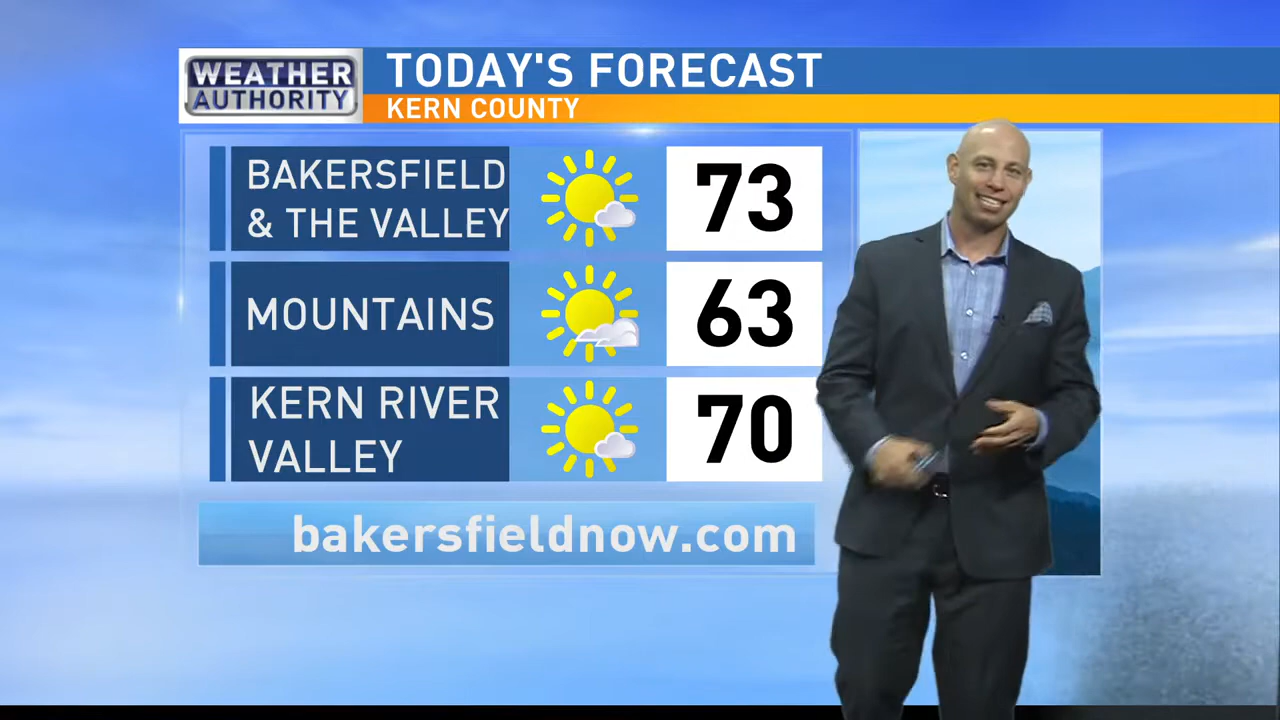 WEATHER
AUTHORITY
TODAY'S FORECAST
KERN COUNTY
BAKERSFIELD
& THE VALLEY
73
MOUNTAINS
63
KERN RIVER
VALLEY
70
bakersfieldnow.com